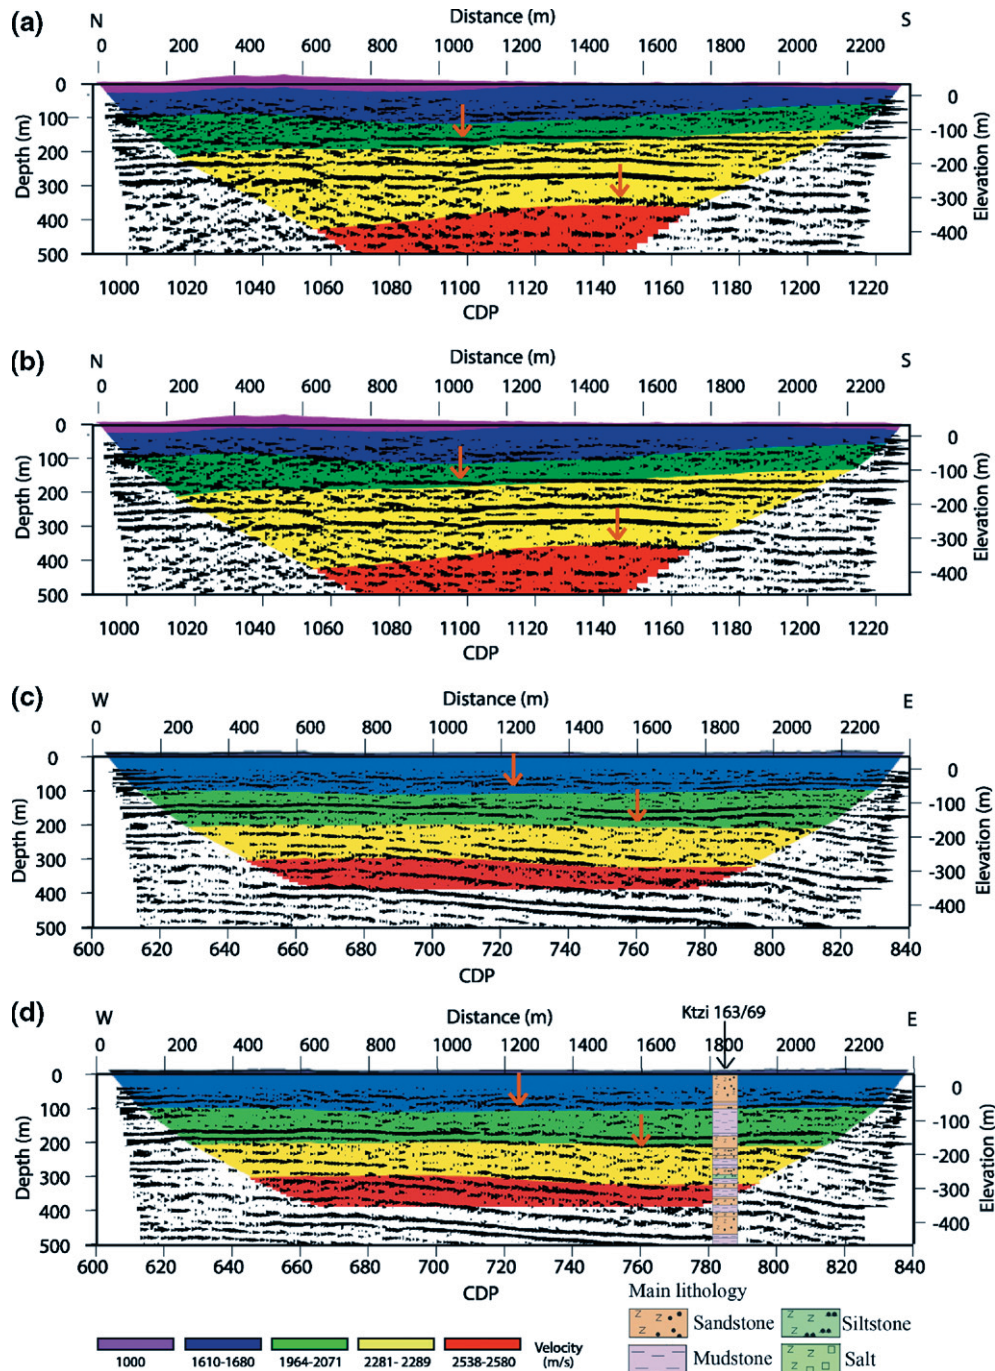 (a)
N Distance (m) S
0 200 400 600 800 1000 1200 1400 1600 1800 2000 2200
Depth (m)
0
100
200
300
400
500
Elevation (m)
0
-100
-200
-300
-400
1000 1020 1040 1060 1080 1100 1120 1140 1160 1180 1200 1220
CDP
(b)
N Distance (m) S
0 200 400 600 800 1000 1200 1400 1600 1800 2000 2200
Depth (m)
0
100
200
300
400
500
Elevation (m)
0
-100
-200
-300
-400
1000 1020 1040 1060 1080 1100 1120 1140 1160 1180 1200 1220
CDP
(c)
W Distance (m) E
0 200 400 600 800 1000 1200 1400 1600 1800 2000 2200
Depth (m)
0
100
200
300
400
500
Elevation (m)
0
-100
-200
-300
-400
600 620 640 660 680 700 720 740 760 780 800 820 840
CDP
(d)
W Distance (m) Ktzi 163/69 E
0 200 400 600 800 1000 1200 1400 1600 1800 2000 2200
Depth (m)
0
100
200
300
400
500
Elevation (m)
0
-100
-200
-300
-400
600 620 640 660 680 700 720 740 760 780 800 820 840
CDP
Main lithology
Sandstone Siltstone
Mudstone Salt
1000 1610-1680 1964-2071 2281- 2289 2538-2580 Velocity (m/s)